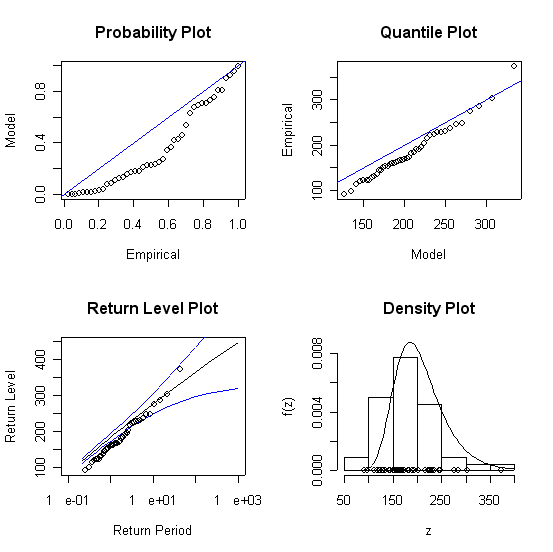 Probability Plot
Model
0.0 0.4 0.8
0.0 0.2 0.4 0.6 0.8 1.0
Empirical
Quantile Plot
Empirical
100 200 300
150 200 250 300
Model
Return Level Plot
Return Level
100 200 300 400
1 e-01 1 e+01 1 e+03
Return Period
Density Plot
f(z)
0.000 0.004 0.008
50 150 250 350
z